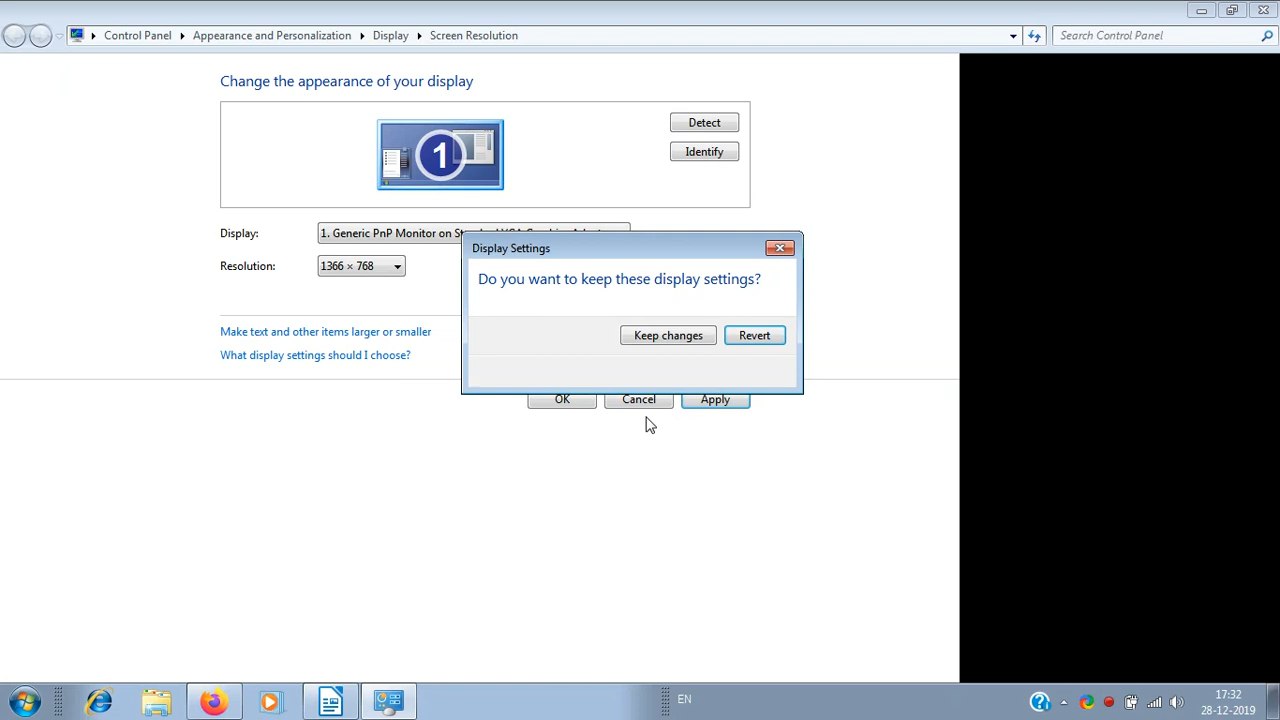 Control Panel Appearance and Personalization Display Screen Resolution
Search Control Panel
Change the appearance of your display
1
Detect
Identify
Display:
1. Generic PnP Monitor on
Resolution:
1366 × 768
Make text and other items larger or smaller
What display settings should I choose?
Display Settings
Do you want to keep these display settings?
Keep changes
Revert
OK
Cancel
Apply
EN
17:32
28-12-2019